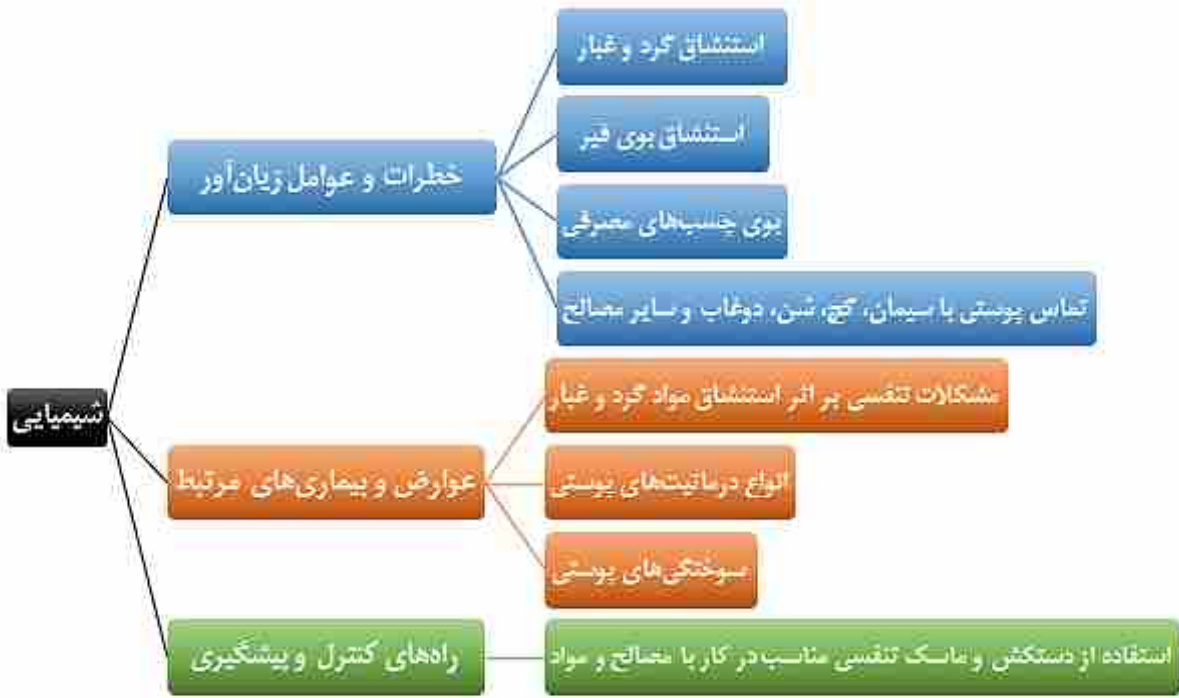 شیمیایی
خطرات و عوامل زیان‌آور
استنشاق گرد و غبار
استنشاق بوی قیر
بوی چسب‌های مصرفی
تماس پوستی با سیمان، گچ، شن، دوغاب و سایر مصالح
عوارض و بیماری‌های مرتبط
مشکلات تنفسی بر اثر استنشاق مواد گرد و غبار
انواع درماتیت‌های پوستی
سوختگی‌های پوستی
راه‌های کنترل و پیشگیری
استفاده از دستکش و ماسک تنفسی مناسب در کار با مصالح و مواد